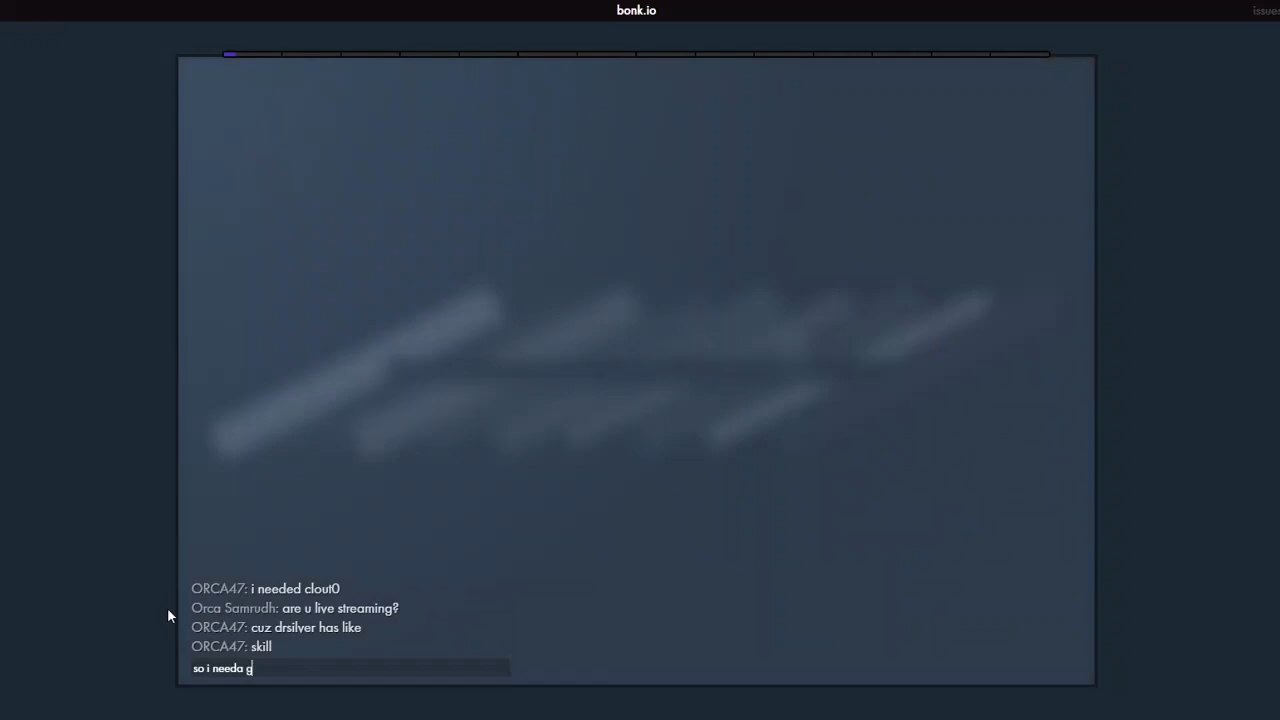 bonk.io
issues
ORCA47: i needed clout0
Orca Samrudh: are u live streaming?
ORCA47: cuz drsilver has like
ORCA47: skill
so i needa g